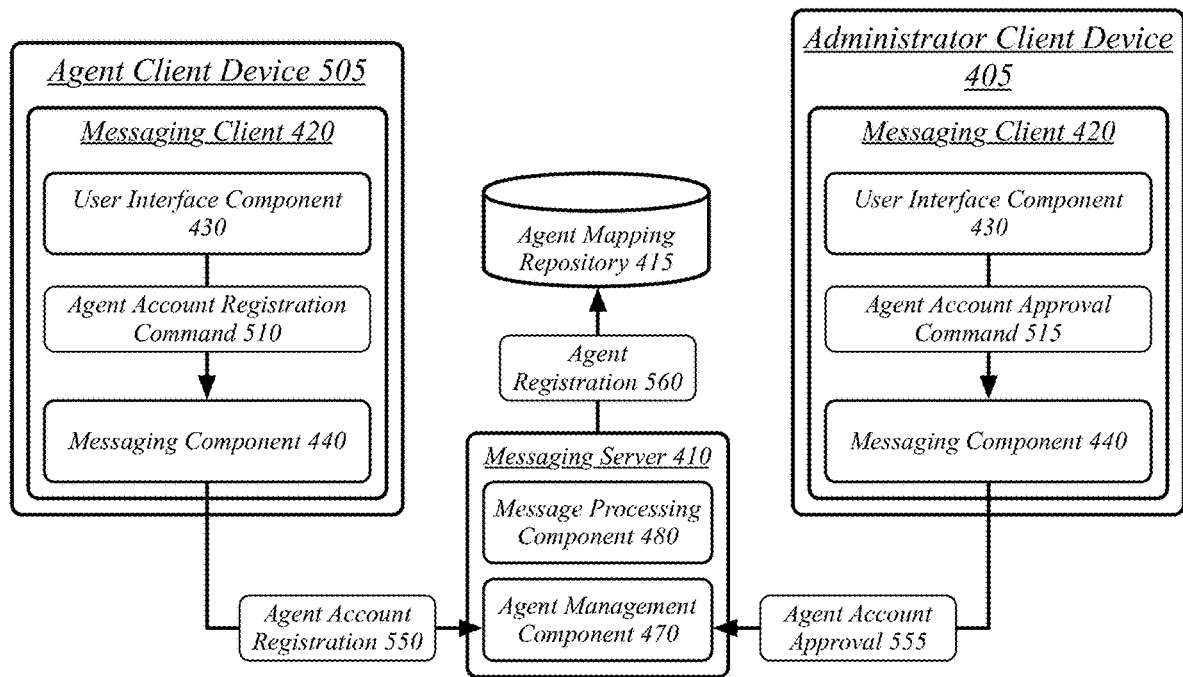 Agent Client Device 505
Messaging Client 420
User Interface Component
430
Agent Account Registration
Command 510
Messaging Component 440
Agent Mapping
Repository 415
Agent
Registration 560
Messaging Server 410
Message Processing
Component 480
Agent Management
Component 470
Agent Account
Registration 550
Agent Account
Approval 555
Administrator Client Device
405
Messaging Client 420
User Interface Component
430
Agent Account Approval
Command 515
Messaging Component 440